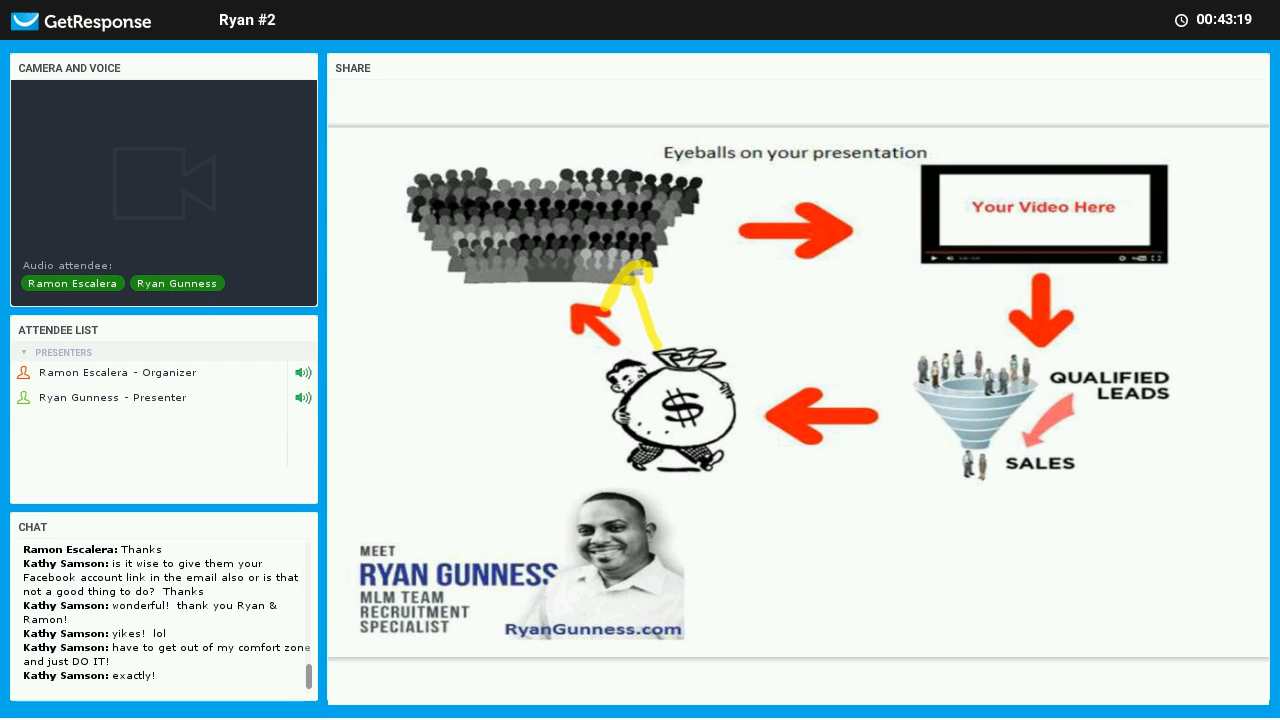 GetResponse
Ryan #2
00:43:19
CAMERA AND VOICE
Audio attendee:
Ramon Escalera
Ryan Gunness
ATTENDEE LIST
PRESENTERS
Ramon Escalera - Organizer
Ryan Gunness - Presenter
CHAT
Ramon Escalera: Thanks
Kathy Samson: is it wise to give them your
Facebook account link in the email also or is that
not a good thing to do? Thanks
Kathy Samson: wonderful! thank you Ryan &
Ramon!
Kathy Samson: yikes! lol
Kathy Samson: have to get out of my comfort zone
and just DO IT!
Kathy Samson: exactly!
SHARE
Eyeballs on your presentation
Your Video Here
QUALIFIED
LEADS
SALES
$
MEET
RYAN GUNNESS
MLM TEAM
RECRUITMENT
SPECIALIST
RyanGunness.com